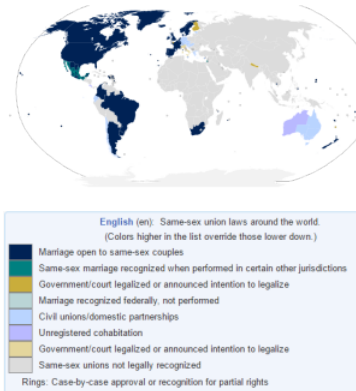 English (en): Same-sex union laws around the world.
(Colors higher in the list override those lower down.)
Marriage open to same-sex couples
Same-sex marriage recognized when performed in certain other jurisdictions
Government/court legalized or announced intention to legalize
Marriage recognized federally, not performed
Civil unions/domestic partnerships
Unregistered cohabitation
Government/court legalized or announced intention to legalize
Same-sex unions not legally recognized
Rings: Case-by-case approval or recognition for partial rights